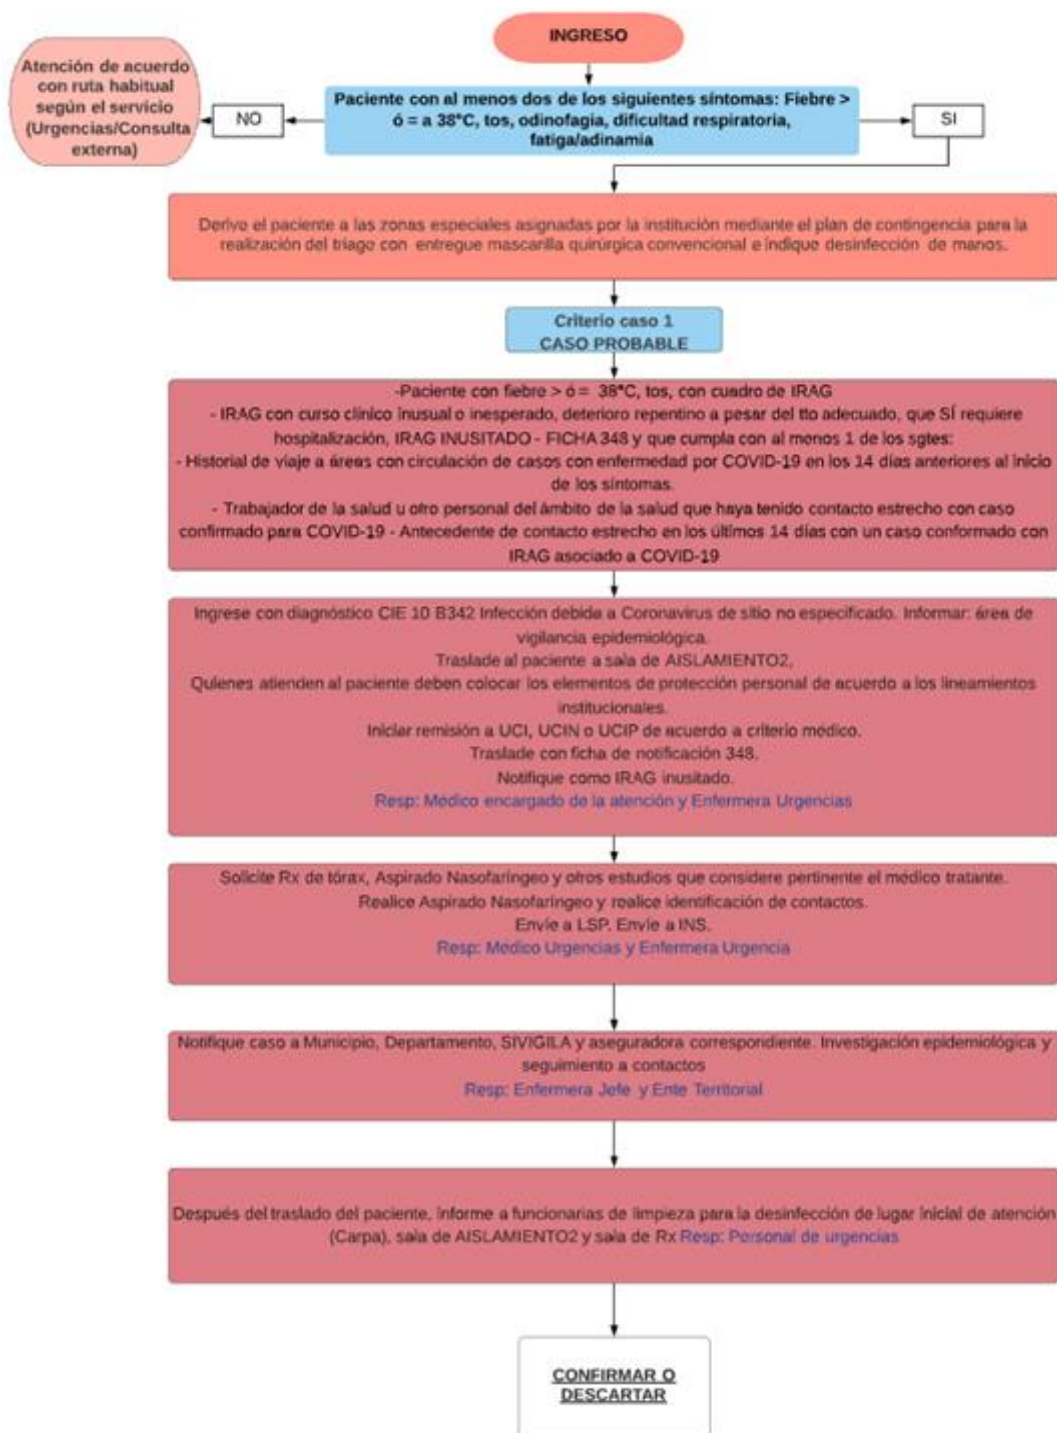 INGRESO
Atención de acuerdo
con ruta habitual
según el servicio
(Urgencias/Consulta
externa)
NO
Paciente con al menos dos de los siguientes síntomas: Fiebre >
ó = a 38°C, tos, odinofagia, dificultad respiratoria,
fatiga/adinamia
SI
Derive el paciente a las zonas especiales asignadas por la institución mediante el plan de contingencia para la
realización del triage con entregue mascarilla quirúrgica convencional e indique desinfección de manos.
Criterio caso 1
CASO PROBABLE
-Paciente con fiebre > ó = 38°C, tos, con cuadro de IRAG
- IRAG con curso clínico inusual o inesperado, deterioro repentino a pesar del tto adecuado, que SÍ requiere
hospitalización, IRAG INUSITADO - FICHA 348 y que cumpla con al menos 1 de los sgtes:
- Historial de viaje a áreas con circulación de casos con enfermedad por COVID-19 en los 14 días anteriores al inicio
de los síntomas.
- Trabajador de la salud u otro personal del ámbito de la salud que haya tenido contacto estrecho con caso
confirmado para COVID-19 - Antecedente de contacto estrecho en los últimos 14 días con un caso conformado con
IRAG asociado a COVID-19
Ingrese con diagnóstico CIE 10 B342 Infección debida a Coronavirus de sitio no especificado. Informar: área de
vigilancia epidemiológica.
Traslade al paciente a sala de AISLAMIENTO2,
Quienes atienden al paciente deben colocar los elementos de protección personal de acuerdo a los lineamientos
institucionales.
Iniciar remisión a UCI, UCIN o UCIP de acuerdo a criterio médico.
Traslade con ficha de notificación 348.
Notifique como IRAG inusitado.
Resp: Médico encargado de la atención y Enfermera Urgencias
Solicite Rx de tórax, Aspirado Nasofaríngeo y otros estudios que considere pertinente el médico tratante.
Realice Aspirado Nasofaríngeo y realice identificación de contactos.
Envíe a LSP. Envíe a INS.
Resp: Médico Urgencias y Enfermera Urgencia
Notifique caso a Municipio, Departamento, SIVIGILA y aseguradora correspondiente. Investigación epidemiológica y
seguimiento a contactos
Resp: Enfermera Jefe y Ente Territorial
Después del traslado del paciente, informe a funcionarias de limpieza para la desinfección de lugar inicial de atención
(Carpa), sala de AISLAMIENTO2 y sala de Rx Resp: Personal de urgencias
CONFIRMAR O
DESCARTAR